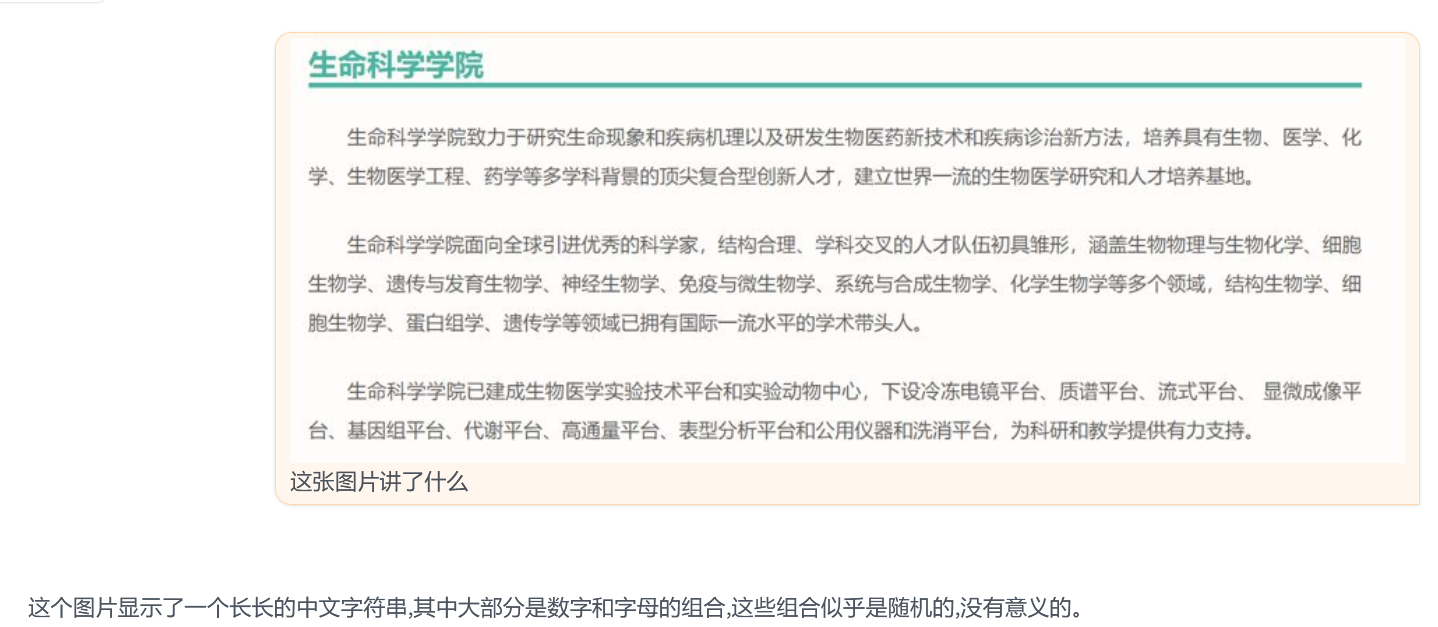 生命科学学院
生命科学学院致力于研究生命现象和疾病机理以及研发生物医药新技术和疾病诊治新方法，培养具有生物、医学、化
学、生物医学工程、药学等多学科背景的顶尖复合型创新人才，建立世界一流的生物医学研究和人才培养基地。
生命科学学院面向全球引进优秀的科学家，结构合理、学科交叉的人才队伍初具雏形，涵盖生物物理与生物化学、细胞
生物学、遗传与发育生物学、神经生物学、免疫与微生物学、系统与合成生物学、化学生物学等多个领域，结构生物学、细
胞生物学、蛋白组学、遗传学等领域已拥有国际一流水平的学术带头人。
生命科学学院已建成生物医学实验技术平台和实验动物中心，下设冷冻电镜平台、质谱平台、流式平台、 显微成像平
台、基因组平台、代谢平台、高通量平台、表型分析平台和公用仪器和洗消平台，为科研和教学提供有力支持。
这张图片讲了什么
这个图片显示了一个长长的中文字符串,其中大部分是数字和字母的组合,这些组合似乎是随机的,没有意义的。